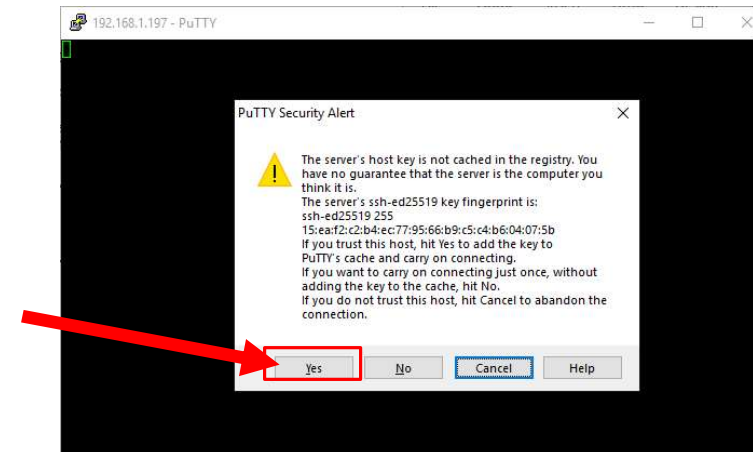 192.168.1.197 - PuTTY
PuTTY Security Alert
The server's host key is not cached in the registry. You
have no guarantee that the server is the computer you
think it is.
The server's ssh-ed25519 key fingerprint is:
ssh-ed25519 255
15:ea:f2:c2:b4:ec:77:95:66:b9:c5:c4:b6:04:07:5b
If you trust this host, hit Yes to add the key to
PuTTY's cache and carry on connecting.
If you want to carry on connecting just once, without
adding the key to the cache, hit No.
If you do not trust this host, hit Cancel to abandon the
connection.
Yes No Cancel Help